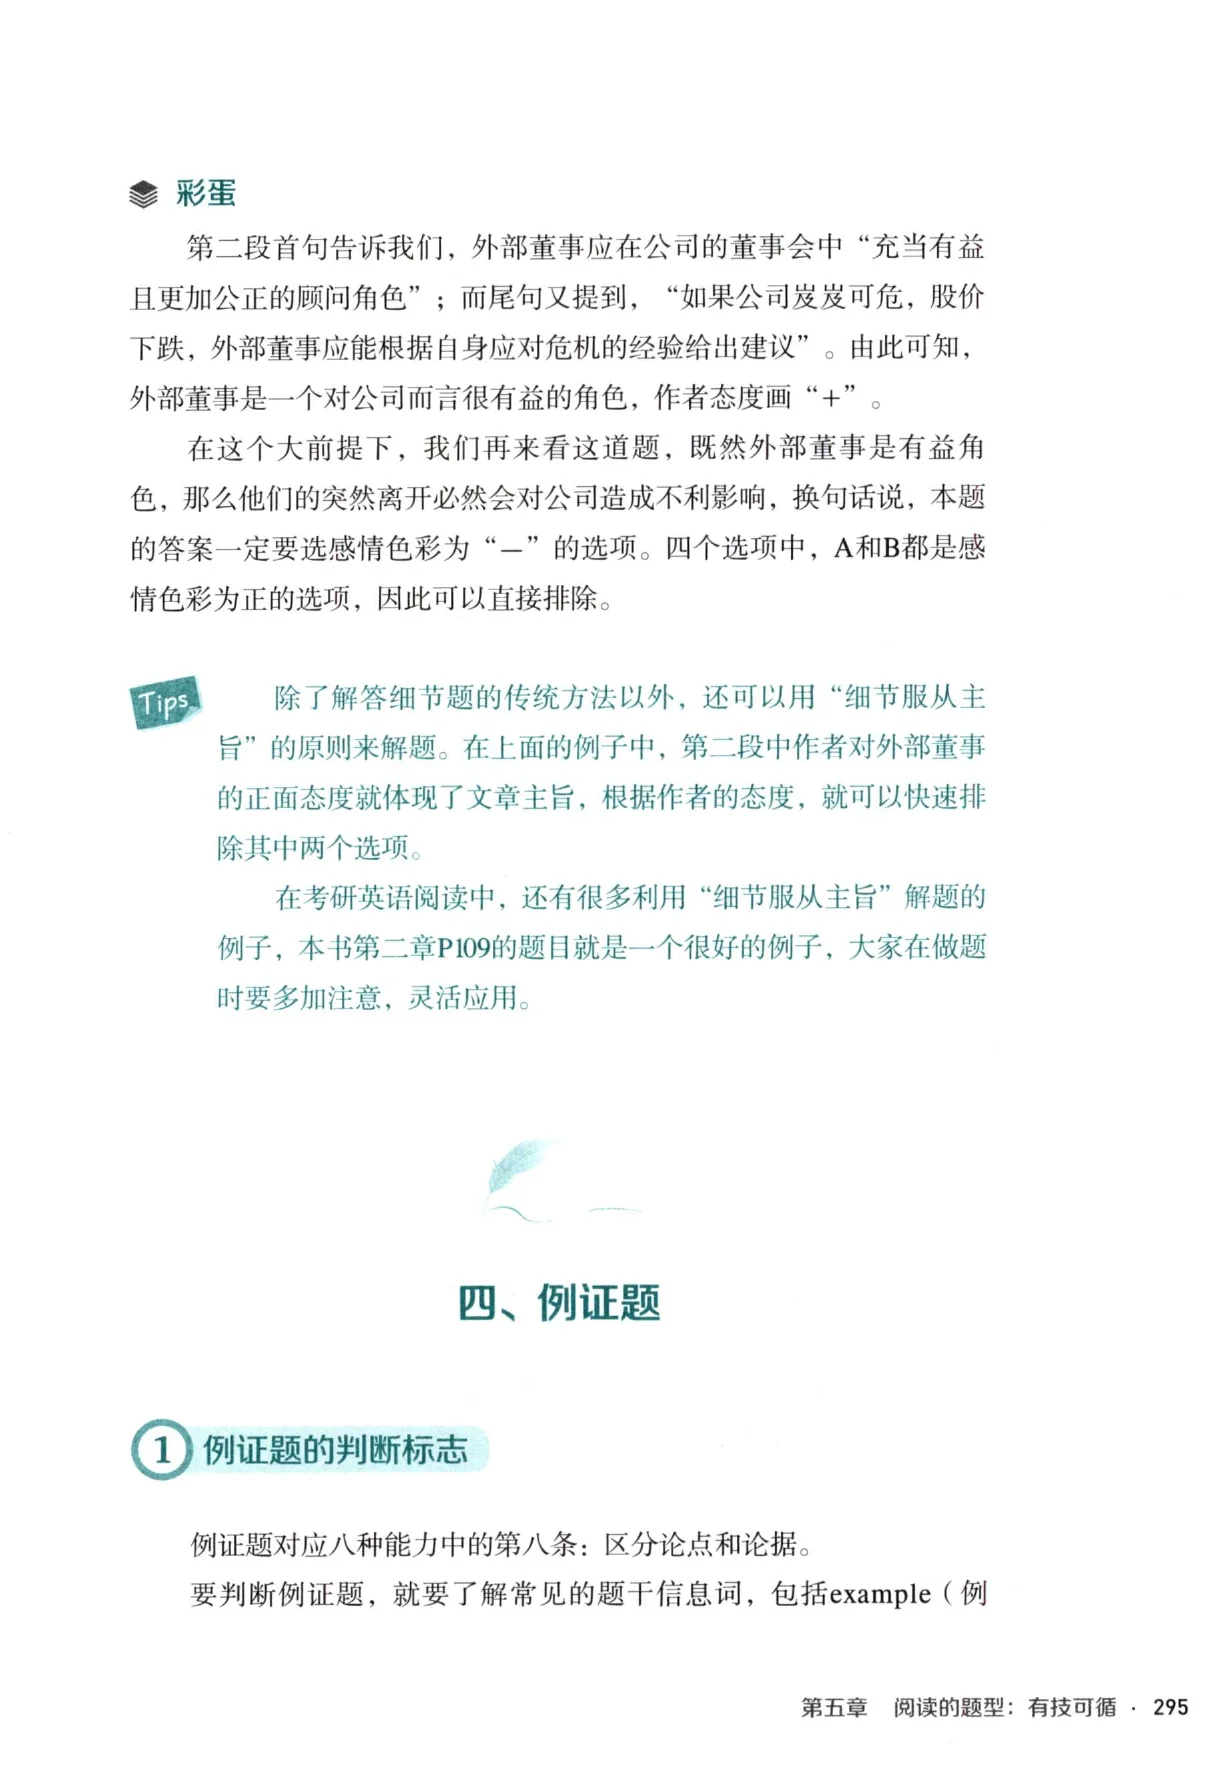 彩蛋
第二段首句告诉我们，外部董事应在公司的董事会中“充当有益
且更加公正的顾问角色”；而尾句又提到，“如果公司岌岌可危，股价
下跌，外部董事应能根据自身应对危机的经验给出建议”。由此可知，
外部董事是一个对公司而言很有益的角色，作者态度画“+”。
在这个大前提下，我们再来看这道题，既然外部董事是有益角
色，那么他们的突然离开必然会对公司造成不利影响，换句话说，本题
的答案一定要选感情色彩为“—”的选项。四个选项中，A和B都是感
情色彩为正的选项，因此可以直接排除。
Tips
除了解答细节题的传统方法以外，还可以用“细节服从主
旨”的原则来解题。在上面的例子中，第二段中作者对外部董事
的正面态度就体现了文章主旨，根据作者的态度，就可以快速排
除其中两个选项。
在考研英语阅读中，还有很多利用“细节服从主旨”解题的
例子，本书第二章P109的题目就是一个很好的例子，大家在做题
时要多加注意，灵活应用。
四、例证题
1 例证题的判断标志
例证题对应八种能力中的第八条：区分论点和论据。
要判断例证题，就要了解常见的题干信息词，包括example（例
第五章 阅读的题型：有技可循 · 295